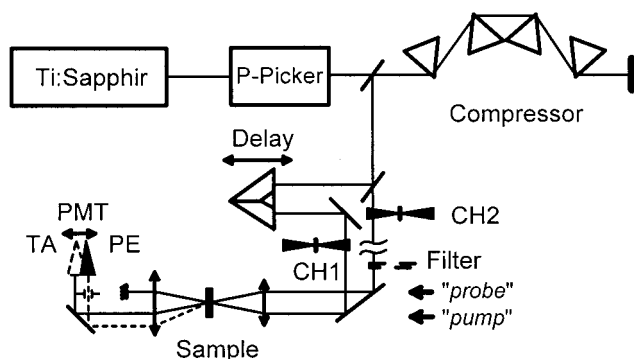 Ti:Sapphir
P-Picker
Compressor
Delay
PMT
TA PE
CH2
CH1
Filter
"probe"
"pump"
Sample